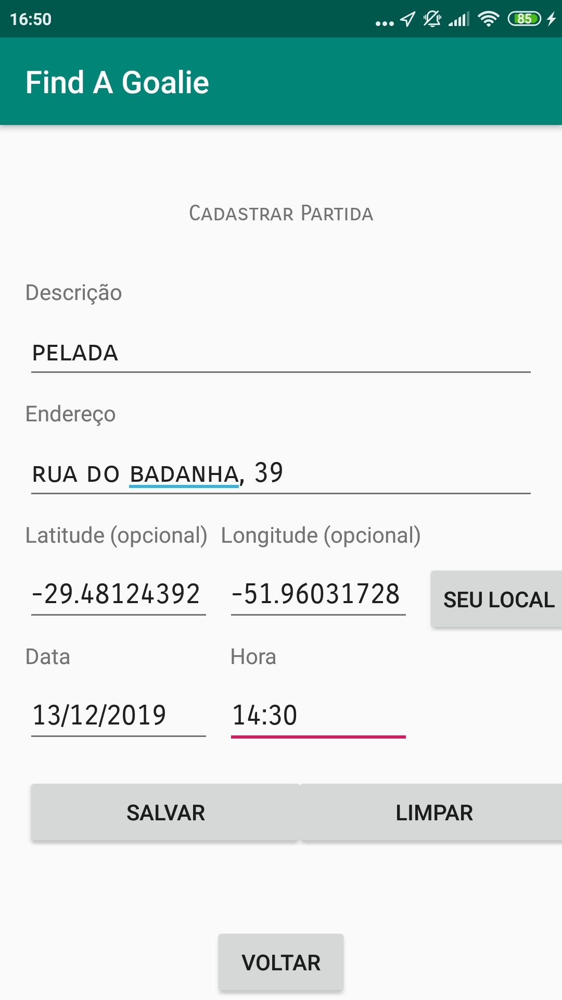 16:50 85
Find A Goalie
Cadastrar Partida
Descrição
pelada
Endereço
rua do badanha, 39
Latitude (opcional) Longitude (opcional)
-29.48124392 -51.96031728 SEU LOCAL
Data Hora
13/12/2019 14:30
SALVAR LIMPAR
VOLTAR